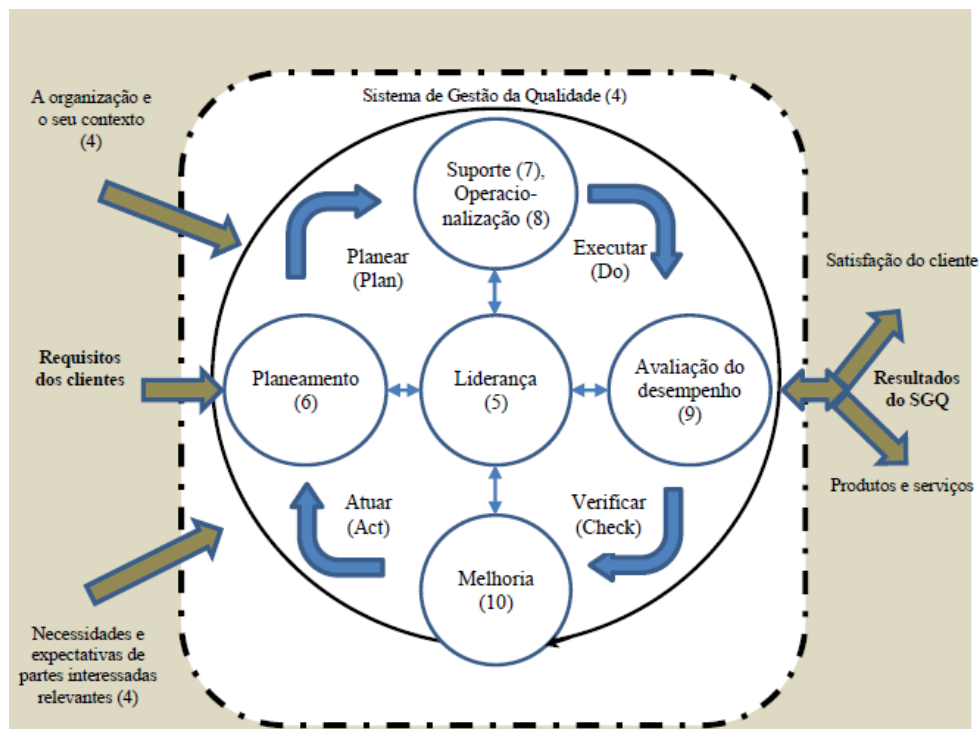 A organização e
o seu contexto
(4)
Sistema de Gestão da Qualidade (4)
Suporte (7),
Operacio-
nalização (8)
Planear
(Plan)
Executar
(Do)
Satisfação do cliente
Requisitos
dos clientes
Planeamento
(6)
Liderança
(5)
Avaliação do
desempenho
(9)
Resultados
do SGQ
Produtos e serviços
Atuar
(Act)
Verificar
(Check)
Melhoria
(10)
Necessidades e
expectativas de
partes interessadas
relevantes (4)